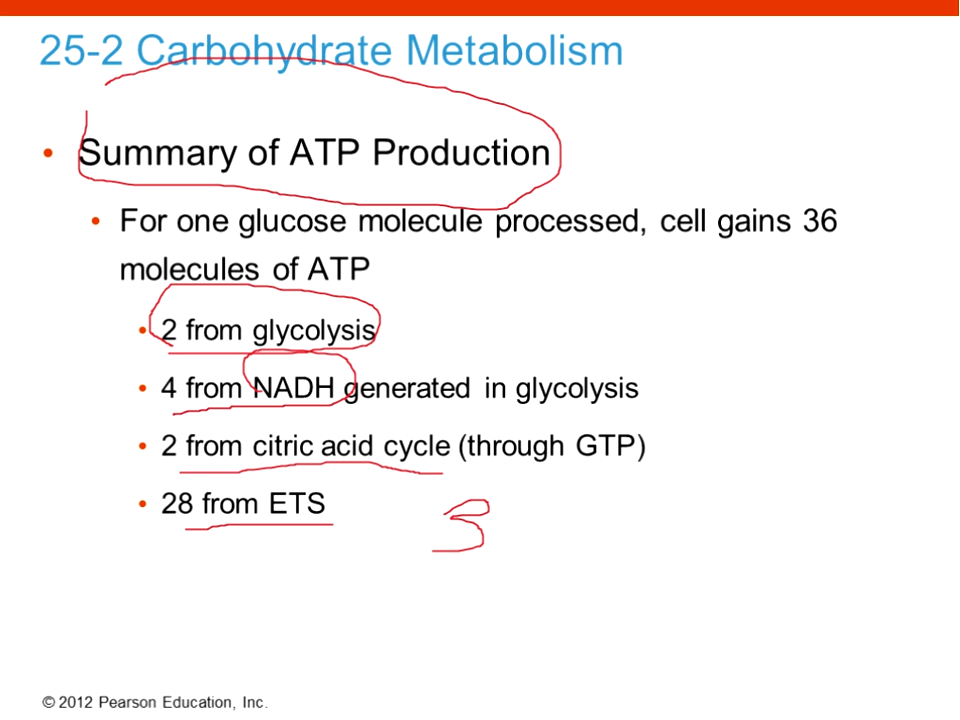 25-2 Carbohydrate Metabolism
• Summary of ATP Production
• For one glucose molecule processed, cell gains 36
molecules of ATP
• 2 from glycolysis
• 4 from NADH generated in glycolysis
• 2 from citric acid cycle (through GTP)
• 28 from ETS
3
© 2012 Pearson Education, Inc.